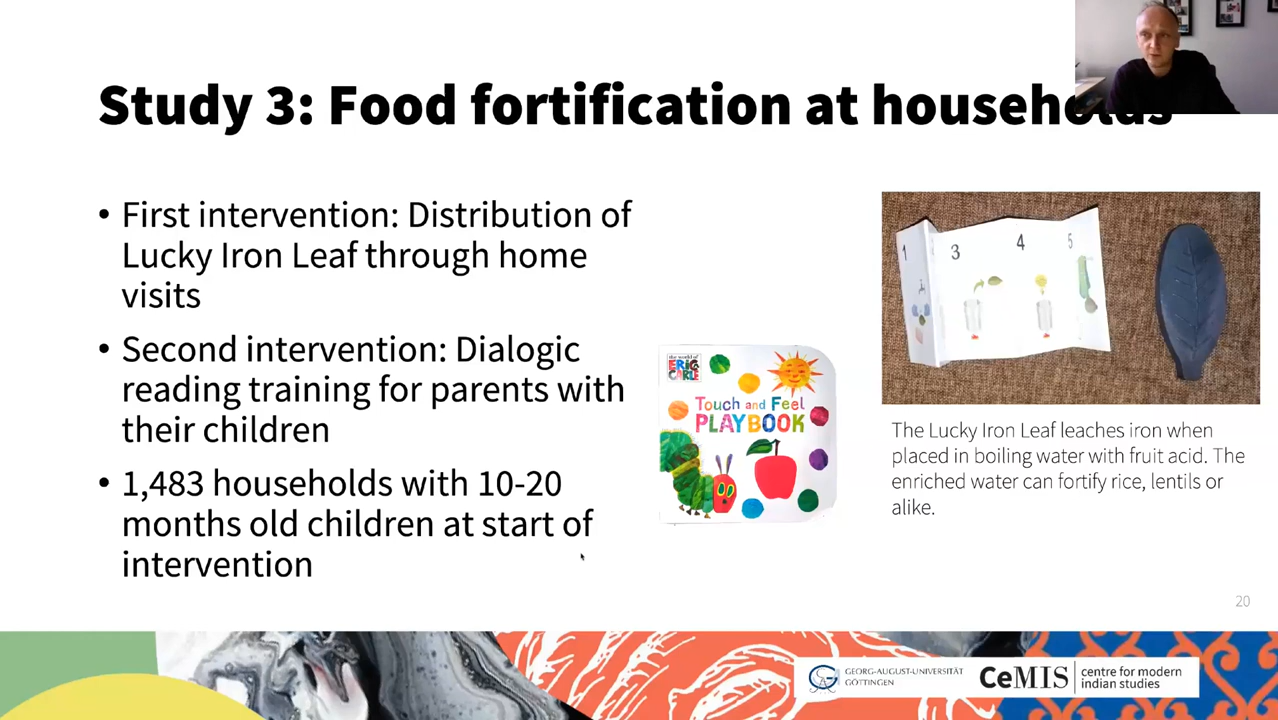 Study 3: Food fortification at households
• First intervention: Distribution of
Lucky Iron Leaf through home
visits
• Second intervention: Dialogic
reading training for parents with
their children
• 1,483 households with 10-20
months old children at start of
intervention
the world of
ERIC
CARLE
Touch and Feel
PLAYBOOK
1
3
4
5
The Lucky Iron Leaf leaches iron when
placed in boiling water with fruit acid. The
enriched water can fortify rice, lentils or
alike.
20
GEORG-AUGUST-UNIVERSITÄT
GÖTTINGEN
CeMIS
centre for modern
indian studies